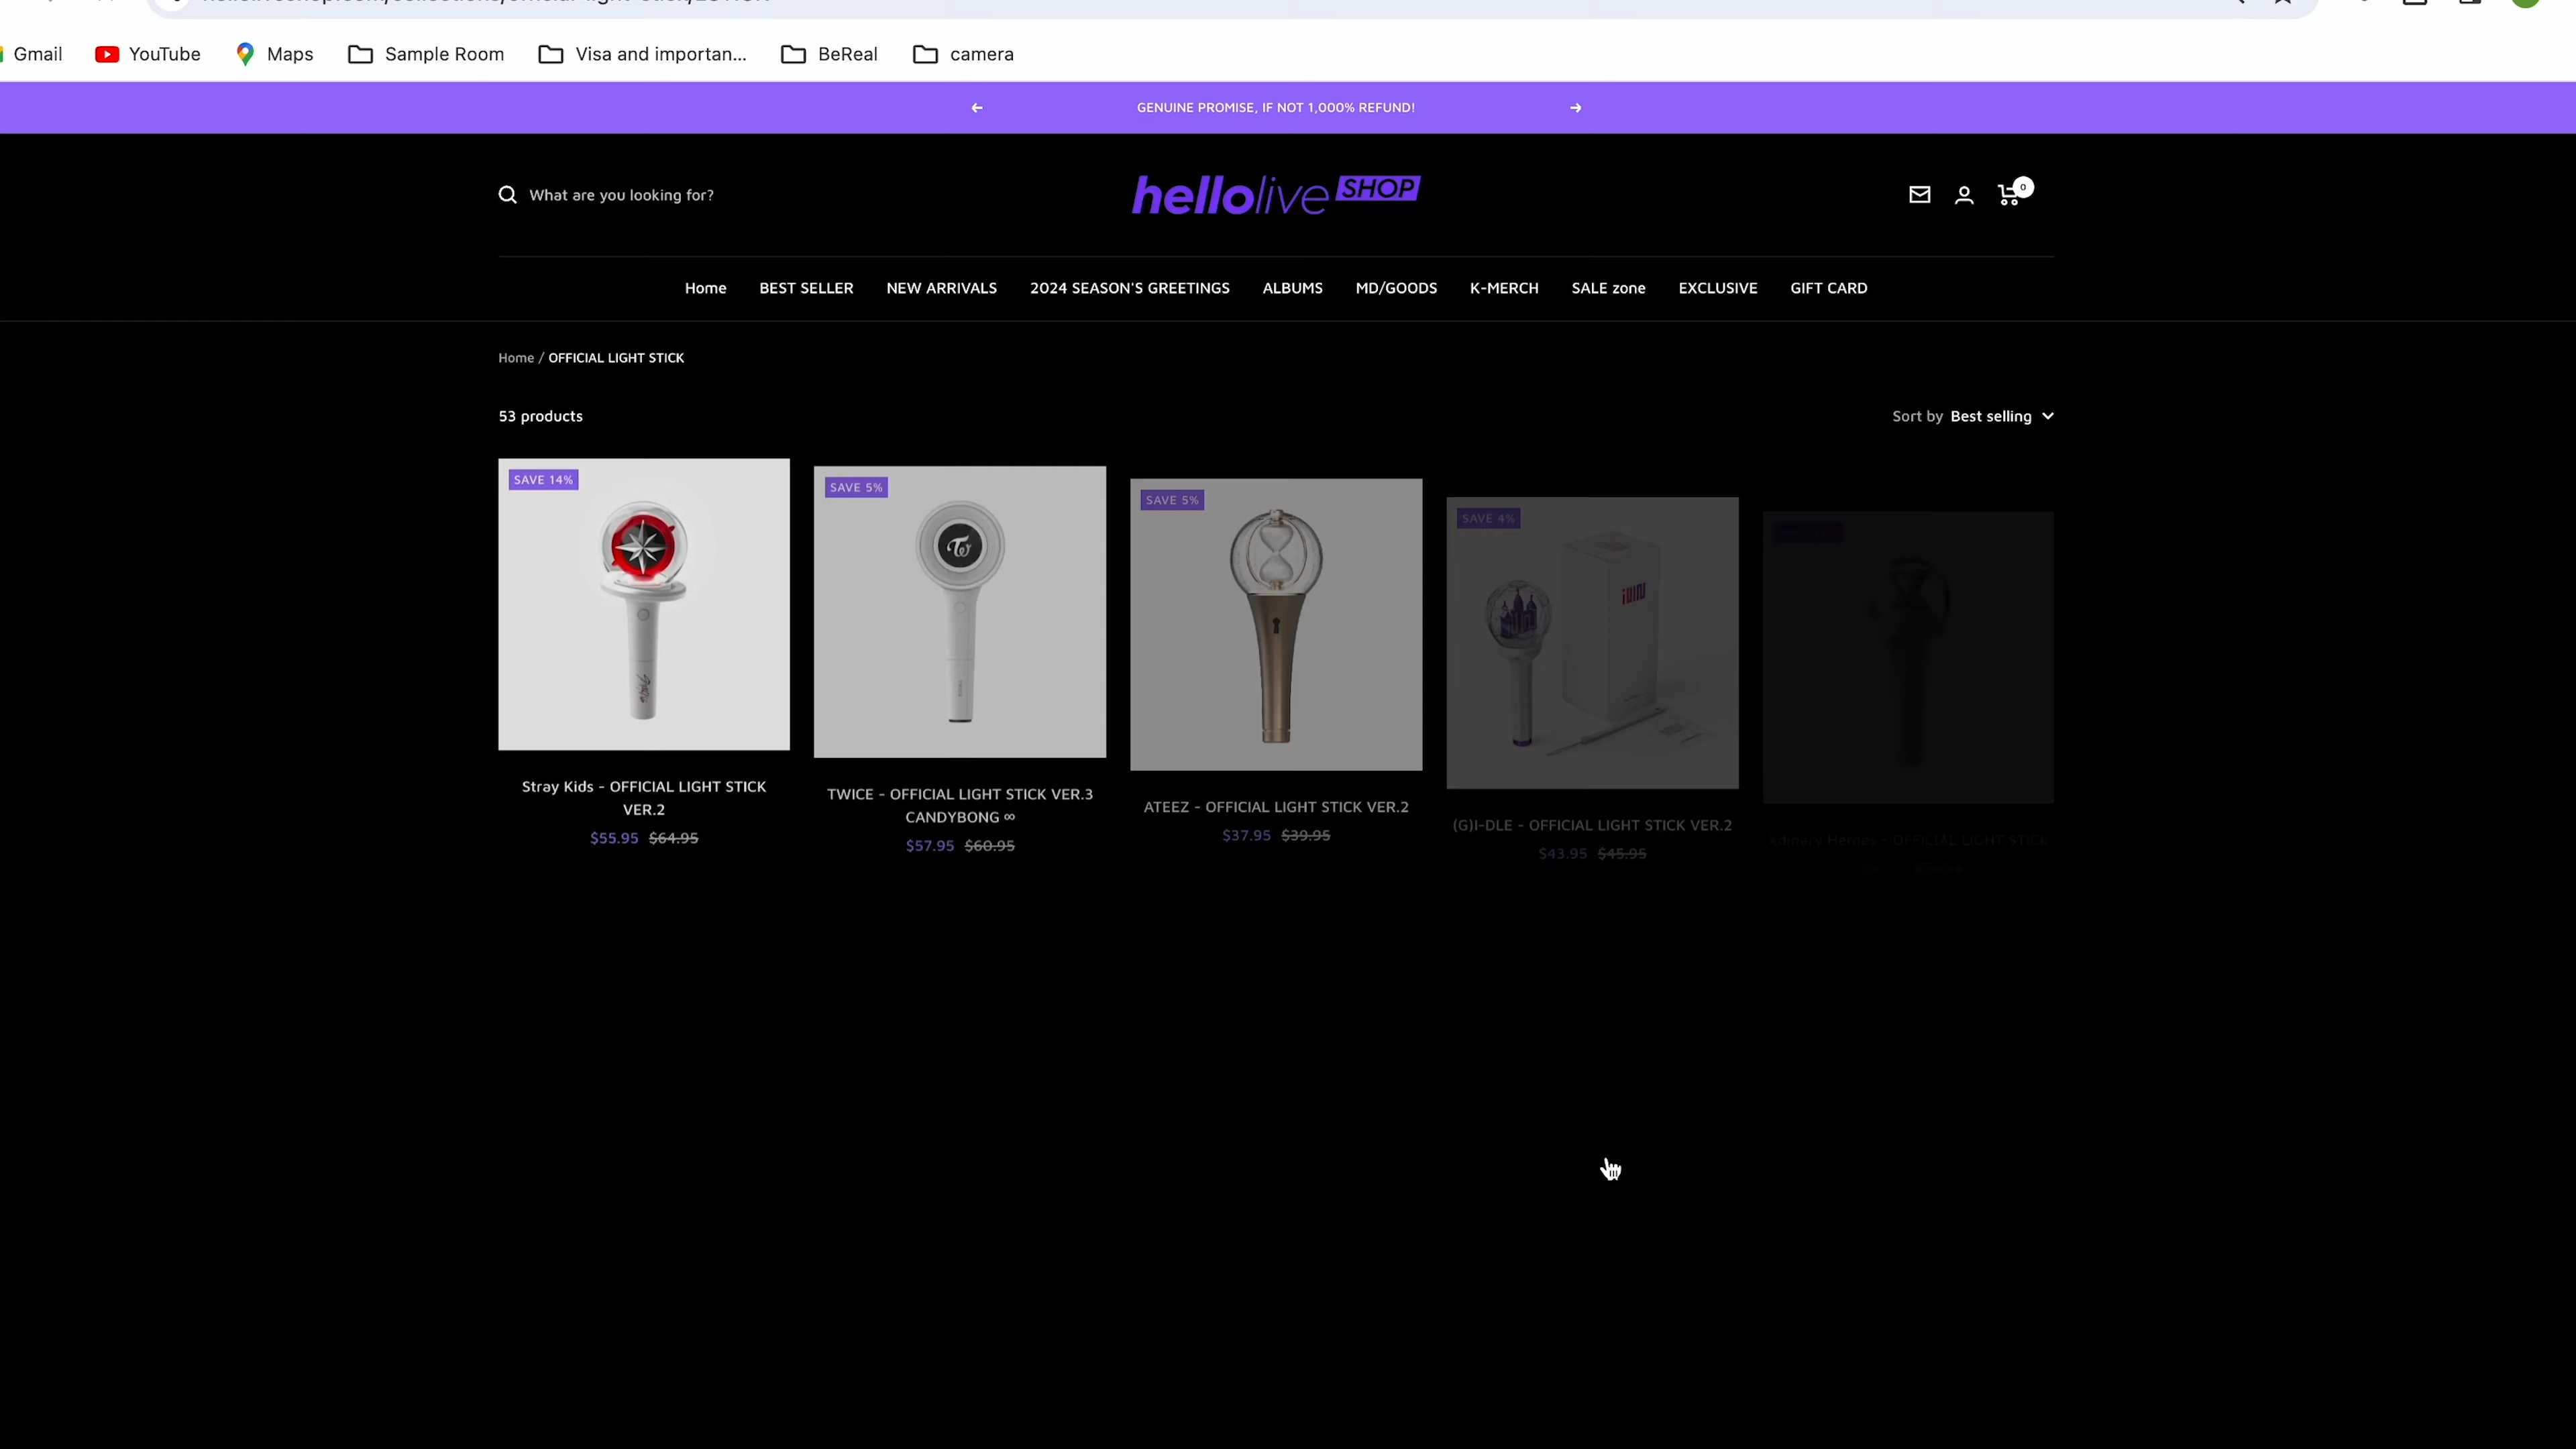 Gmail YouTube Maps Sample Room Visa and importan... BeReal camera
GENUINE PROMISE, IF NOT 1,000% REFUND!
What are you looking for?
hellolive SHOP
0
Home BEST SELLER NEW ARRIVALS 2024 SEASON'S GREETINGS ALBUMS MD/GOODS K-MERCH SALE zone EXCLUSIVE GIFT CARD
Home / OFFICIAL LIGHT STICK
53 products
Sort by Best selling
SAVE 14%
Stray Kids - OFFICIAL LIGHT STICK
VER.2
$55.95 $64.95
SAVE 5%
TWICE - OFFICIAL LIGHT STICK VER.3
CANDYBONG ∞
$57.95 $60.95
SAVE 5%
ATEEZ - OFFICIAL LIGHT STICK VER.2
$37.95 $39.95
SAVE 4%
(G)I-DLE - OFFICIAL LIGHT STICK VER.2
$43.95 $45.95
Heroes - OFFICIAL LIGHT STICK